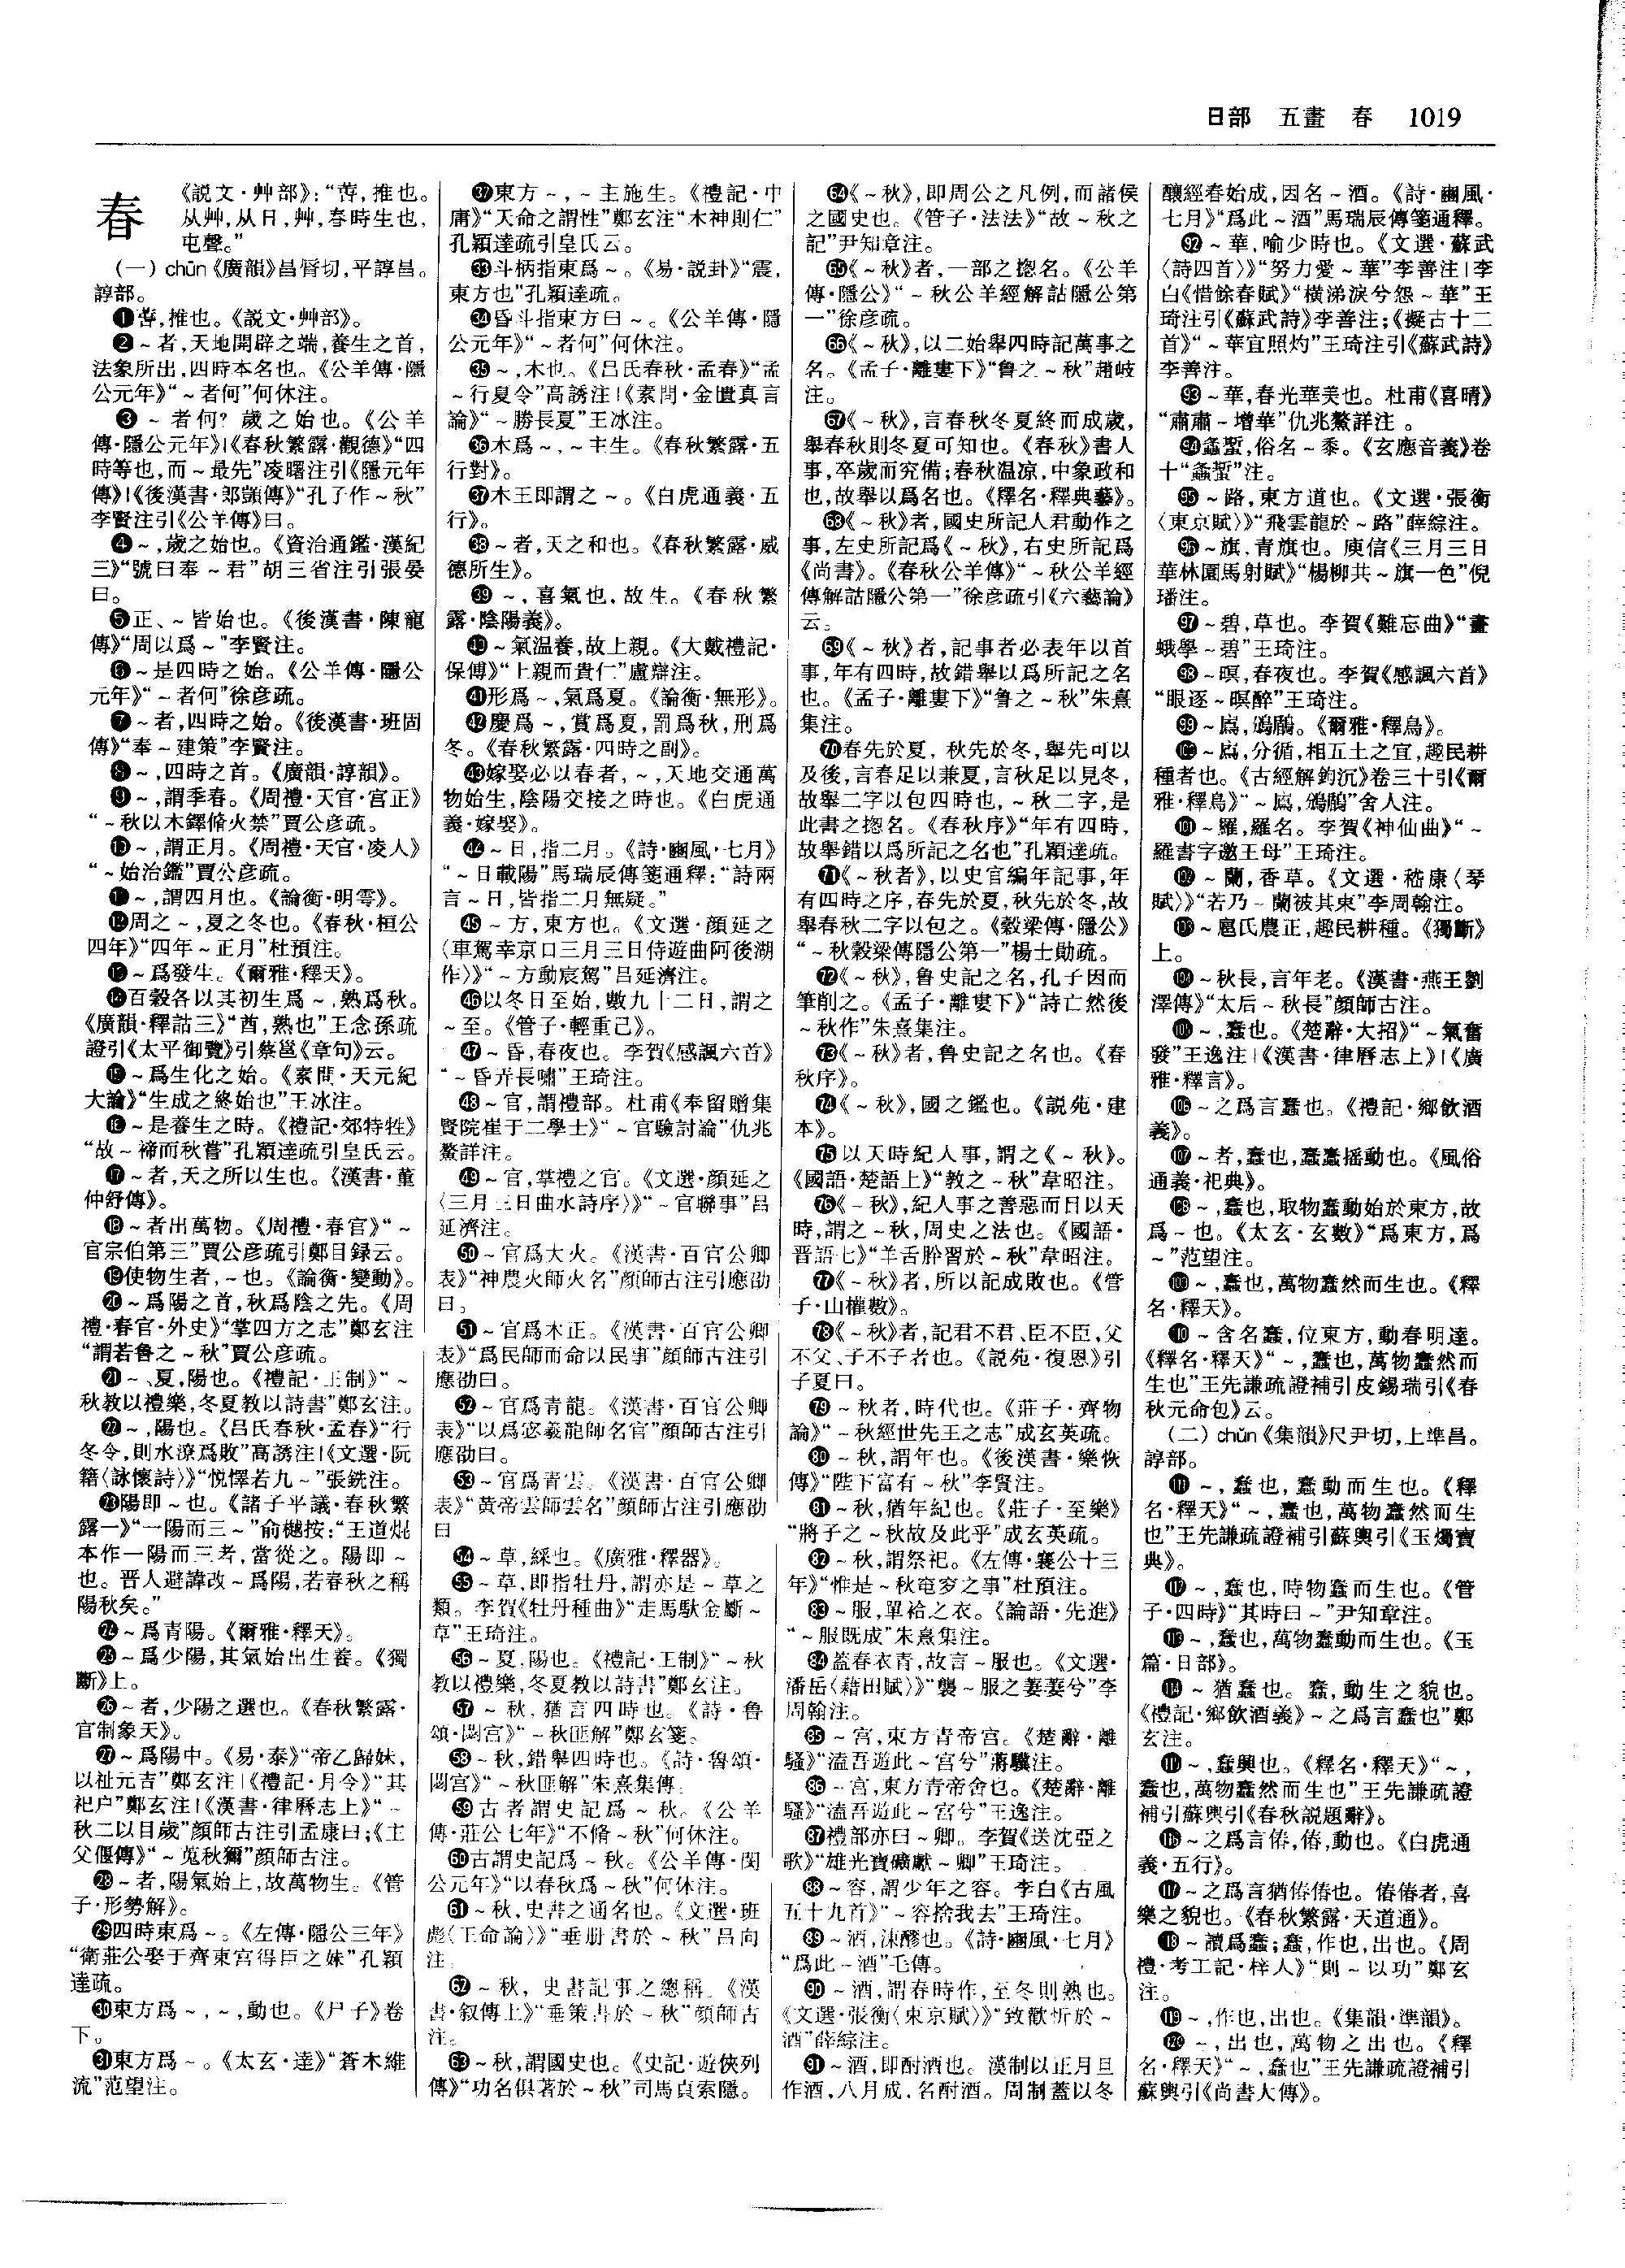 日部　五畫　春　1019
春
《説文·艸部》：“萅，推也。
从艸，从日，艸，春時生也，
屯聲。”
（一）chūn《廣韻》昌脣切，平諄昌。
諄部。
❶萅，推也。《説文·艸部》。
❷～者，天地開辟之端，養生之首，
法象所出，四時本名也。《公羊傳·隱
公元年》“～者何”何休注。
❸～者何？歲之始也。《公羊
傳·隱公元年》|《春秋繁露·觀德》“四
時等也，而～最先”凌曙注引《隱元年
傳》|《後漢書·郎顗傳》“孔子作～秋”
李賢注引《公羊傳》曰。
❹～，歲之始也。《資治通鑑·漢紀
三》“號曰奉～君”胡三省注引張晏
曰。
❺正、～皆始也。《後漢書·陳寵
傳》“周以爲～”李賢注。
❻～是四時之始。《公羊傳·隱公
元年》“～者何”徐彦疏。
❼～者，四時之始。《後漢書·班固
傳》“奉～建策”李賢注。
❽～，四時之首。《廣韻·諄韻》。
❾～，謂季春。《周禮·天官·宫正》
“～秋以木鐸脩火禁”賈公彦疏。
❿～，謂正月。《周禮·天官·凌人》
“～始治鑑”賈公彦疏。
⓫～，謂四月也。《論衡·明雩》。
⓬周之～，夏之冬也。《春秋·桓公
四年》“四年～正月”杜預注。
⓭～爲發生。《爾雅·釋天》。
⓮百穀各以其初生爲～，熟爲秋。
《廣韻·釋詁三》“酋，熟也”王念孫疏
證引《太平御覽》引蔡邕《章句》云。
⓯～爲生化之始。《素問·天元紀
大論》“生成之終始也”王冰注。
⓰～是養生之時。《禮記·郊特牲》
“故～禘而秋嘗”孔穎達疏引皇氏云。
⓱～者，天之所以生也。《漢書·董
仲舒傳》。
⓲～者出萬物。《周禮·春官》“～
官宗伯第三”賈公彦疏引鄭目録云。
⓳使物生者，～也。《論衡·變動》。
⓴～爲陽之首，秋爲陰之先。《周
禮·春官·外史》“掌四方之志”鄭玄注
“謂若魯之～秋”賈公彦疏。
㉑～、夏，陽也。《禮記·王制》“～
秋教以禮樂，冬夏教以詩書”鄭玄注。
㉒～，陽也。《吕氏春秋·孟春》“行
冬令，則水潦爲敗”高誘注|《文選·阮
籍〈詠懷詩〉》“悦懌若九～”張銑注。
㉓陽即～也。《諸子平議·春秋繁
露一》“一陽而三～”俞樾按：“王道焜
本作一陽而三考，當從之。陽即～
也。晉人避諱改～爲陽，若春秋之稱
陽秋矣。”
㉔～爲青陽。《爾雅·釋天》。
㉕～爲少陽，其氣始出生養。《獨
斷》上。
㉖～者，少陽之選也。《春秋繁露·
官制象天》。
㉗～爲陽中。《易·泰》“帝乙歸妹，
以祉元吉”鄭玄注|《禮記·月令》“其
祀户”鄭玄注|《漢書·律曆志上》“～
秋二以目歲”顔師古注引孟康曰；《主
父偃傳》“～蒐秋獮”顔師古注。
㉘～者，陽氣始上，故萬物生。《管
子·形勢解》。
㉙四時東爲～。《左傳·隱公三年》
“衛莊公娶于齊東宫得臣之妹”孔穎
達疏。
㉚東方爲～，～，動也。《尸子》卷
下。
㉛東方爲～。《太玄·達》“蒼木維
流”范望注。
㉜東方～，～主施生。《禮記·中
庸》“天命之謂性”鄭玄注“木神則仁”
孔穎達疏引皇氏云。
㉝斗柄指東爲～。《易·説卦》“震，
東方也”孔穎達疏。
㉞昏斗指東方曰～。《公羊傳·隱
公元年》“～者何”何休注。
㉟～，木也。《吕氏春秋·孟春》“孟
～行夏令”高誘注|《素問·金匱真言
論》“～勝長夏”王冰注。
㊱木爲～，～主生。《春秋繁露·五
行對》。
㊲木王即謂之～。《白虎通義·五
行》。
㊳～者，天之和也。《春秋繁露·威
德所生》。
㊴～，喜氣也，故生。《春秋繁
露·陰陽義》。
㊵～氣温養，故上親。《大戴禮記·
保傅》“上親而貴仁”盧辯注。
㊶形爲～，氣爲夏。《論衡·無形》。
㊷慶爲～，賞爲夏，罰爲秋，刑爲
冬。《春秋繁露·四時之副》。
㊸嫁娶必以春者，～，天地交通萬
物始生，陰陽交接之時也。《白虎通
義·嫁娶》。
㊹～日，指二月。《詩·豳風·七月》
“～日載陽”馬瑞辰傳箋通釋：“詩兩
言～日，皆指二月無疑。”
㊺～方，東方也。《文選·顔延之
〈車駕幸京口三月三日侍遊曲阿後湖
作〉》“～方動宸駕”吕延濟注。
㊻以冬日至始，數九十二日，謂之
～至。《管子·輕重己》。
㊼～昏，春夜也。李賀《感諷六首》
“～昏弄長嘯”王琦注。
㊽～官，謂禮部。杜甫《奉留贈集
賢院崔于二學士》“～官驗討論”仇兆
鰲詳注。
㊾～官，掌禮之官。《文選·顔延之
〈三月三日曲水詩序〉》“～官聯事”吕
延濟注。
㊿～官爲大火。《漢書·百官公卿
表》“神農火師火名”顔師古注引應劭
曰。
51～官爲木正。《漢書·百官公卿
表》“爲民師而命以民事”顔師古注引
應劭曰。
52～官爲青龍。《漢書·百官公卿
表》“以爲宓羲龍師名官”顔師古注引
應劭曰。
53～官爲青雲。《漢書·百官公卿
表》“黄帝雲師雲名”顔師古注引應劭
曰
54～草，綵也。《廣雅·釋器》。
55～草，即指牡丹，謂亦是～草之
類。李賀《牡丹種曲》“走馬馱金斸～
草”王琦注。
56～夏，陽也。《禮記·王制》“～秋
教以禮樂，冬夏教以詩書”鄭玄注。
57～秋，猶言四時也。《詩·魯
頌·閟宫》“～秋匪解”鄭玄箋。
58～秋，錯舉四時也。《詩·魯頌·
閟宫》“～秋匪解”朱熹集傳。
59古者謂史記爲～秋。《公羊
傳·莊公七年》“不脩～秋”何休注。
60古謂史記爲～秋。《公羊傳·閔
公元年》“以春秋爲～秋”何休注。
61～秋，史書之通名也。《文選·班
彪〈王命論〉》“垂册書於～秋”吕向
注。
62～秋，史書記事之總稱。《漢
書·叙傳上》“垂策書於～秋”顔師古
注。
63～秋，謂國史也。《史記·遊俠列
傳》“功名俱著於～秋”司馬貞索隱。
64《～秋》，即周公之凡例，而諸侯
之國史也。《管子·法法》“故～秋之
記”尹知章注。
65《～秋》者，一部之揔名。《公羊
傳·隱公》“～秋公羊經解詁隱公第
一”徐彦疏。
66《～秋》，以二始舉四時記萬事之
名。《孟子·離婁下》“魯之～秋”趙岐
注。
67《～秋》，言春秋冬夏終而成歲，
舉春秋則冬夏可知也。《春秋》書人
事，卒歲而究備；春秋温凉，中象政和
也，故舉以爲名也。《釋名·釋典藝》。
68《～秋》者，國史所記人君動作之
事，左史所記爲《～秋》，右史所記爲
《尚書》。《春秋公羊傳》“～秋公羊經
傳解詁隱公第一”徐彦疏引《六藝論》
云。
69《～秋》者，記事者必表年以首
事，年有四時，故錯舉以爲所記之名
也。《孟子·離婁下》“魯之～秋”朱熹
集注。
70春先於夏，秋先於冬，舉先可以
及後，言春足以兼夏，言秋足以見冬，
故舉二字以包四時也，～秋二字，是
此書之揔名。《春秋序》“年有四時，
故舉錯以爲所記之名也”孔穎達疏。
71《～秋者》，以史官编年記事，年
有四時之序，春先於夏，秋先於冬，故
舉春秋二字以包之。《穀梁傳·隱公》
“～秋穀梁傳隱公第一”楊士勛疏。
72《～秋》，魯史記之名，孔子因而
筆削之。《孟子·離婁下》“詩亡然後
～秋作”朱熹集注。
73《～秋》者，魯史記之名也。《春
秋序》。
74《～秋》，國之鑑也。《説苑·建
本》。
75以天時紀人事，謂之《～秋》。
《國語·楚語上》“教之～秋”韋昭注。
76《～秋》，紀人事之善惡而目以天
時，謂之～秋，周史之法也。《國語·
晋語七》“羊舌肸習於～秋”韋昭注。
77《～秋》者，所以記成敗也。《管
子·山權數》。
78《～秋》者，記君不君、臣不臣，父
不父、子不子者也。《説苑·復恩》引
子夏曰。
79～秋者，時代也。《莊子·齊物
論》“～秋經世先王之志”成玄英疏。
80～秋，謂年也。《後漢書·樂恢
傳》“陛下富有～秋”李賢注。
81～秋，猶年紀也。《莊子·至樂》
“將子之～秋故及此乎”成玄英疏。
82～秋，謂祭祀。《左傳·襄公十三
年》“惟是～秋窀穸之事”杜預注。
83～服，單袷之衣。《論語·先進》
“～服既成”朱熹集注。
84蓋春衣青，故言～服也。《文選·
潘岳〈藉田賦〉》“襲～服之萋萋兮”李
周翰注。
85～宫，東方青帝宫。《楚辭·離
騷》“溘吾遊此～宫兮”蔣驥注。
86～宫，東方青帝舍也。《楚辭·離
騷》“溘吾遊此～宫兮”王逸注。
87禮部亦曰～卿。李賀《送沈亞之
歌》“雄光寶礦獻～卿”王琦注。
88～容，謂少年之容。李白《古風
五十九首》“～容捨我去”王琦注。
89～酒，凍醪也。《詩·豳風·七月》
“爲此～酒”毛傳。
90～酒，謂春時作，至冬則熟也。
《文選·張衡〈東京賦〉》“致歡忻於～
酒”薛綜注。
91～酒，即酎酒也。漢制以正月旦
作酒，八月成，名酎酒。周制蓋以冬
釀經春始成，因名～酒。《詩·豳風·
七月》“爲此～酒”馬瑞辰傳箋通釋。
92～華，喻少時也。《文選·蘇武
〈詩四首〉》“努力愛～華”李善注|李
白《惜餘春賦》“横涕淚兮怨～華”王
琦注引《蘇武詩》李善注；《擬古十二
首》“～華宜照灼”王琦注引《蘇武詩》
李善注。
93～華，春光華美也。杜甫《喜晴》
“肅肅～增華”仇兆鰲詳注。
94螽蟴，俗名～黍。《玄應音義》卷
十“螽蟴”注。
95～路，東方道也。《文選·張衡
〈東京賦〉》“飛雲龍於～路”薛綜注。
96～旗，青旗也。庾信《三月三日
華林園馬射賦》“楊柳共～旗一色”倪
璠注。
97～碧，草也。李賀《難忘曲》“畫
蛾學～碧”王琦注。
98～暝，春夜也。李賀《感諷六首》
“眼逐～暝醉”王琦注。
99～鳸，鳻鶞。《爾雅·釋鳥》。
100～鳸，分循，相五土之宜，趣民耕
種者也。《古經解鉤沉》卷三十引《爾
雅·釋鳥》“～鳸，鳻鶞”舍人注。
101～羅，羅名。李賀《神仙曲》“～
羅書字邀王母”王琦注。
102～蘭，香草。《文選·嵇康〈琴
賦〉》“若乃～蘭被其東”李周翰注。
103～扈氏農正，趣民耕種。《獨斷》
上。
104～秋長，言年老。《漢書·燕王劉
澤傳》“太后～秋長”顔師古注。
105～，蠢也。《楚辭·大招》“～氣奮
發”王逸注|《漢書·律曆志上》|《廣
雅·釋言》。
106～之爲言蠢也。《禮記·鄉飲酒
義》。
107～者，蠢也，蠢蠢摇動也。《風俗
通義·祀典》。
108～，蠢也，取物蠢動始於東方，故
爲～也。《太玄·玄數》“爲東方，爲
～”范望注。
109～，蠢也，萬物蠢然而生也。《釋
名·釋天》。
110～含名蠢，位東方，動春明達。
《釋名·釋天》“～，蠢也，萬物蠢然而
生也”王先謙疏證補引皮錫瑞引《春
秋元命包》云。
（二）chǔn《集韻》尺尹切，上準昌。
諄部。
111～，蠢也，蠢動而生也。《釋
名·釋天》“～，蠢也，萬物蠢然而生
也”王先謙疏證補引蘇輿引《玉燭寶
典》。
112～，蠢也，時物蠢而生也。《管
子·四時》“其時曰～”尹知章注。
113～，蠢也，萬物蠢動而生也。《玉
篇·日部》。
114～猶蠢也。蠢，動生之貌也。
《禮記·鄉飲酒義》～之爲言蠢也”鄭
玄注。
115～，蠢興也。《釋名·釋天》“～，
蠢也，萬物蠢然而生也”王先謙疏證
補引蘇輿引《春秋説題辭》。
116～之爲言偆，偆，動也。《白虎通
義·五行》。
117～之爲言猶偆偆也。偆偆者，喜
樂之貌也。《春秋繁露·天道通》。
118～讀爲蠢；蠢，作也，出也。《周
禮·考工記·梓人》“則～以功”鄭玄
注。
119～，作也，出也。《集韻·準韻》。
120～，出也，萬物之出也。《釋
名·釋天》“～，蠢也”王先謙疏證補引
蘇輿引《尚書大傳》。